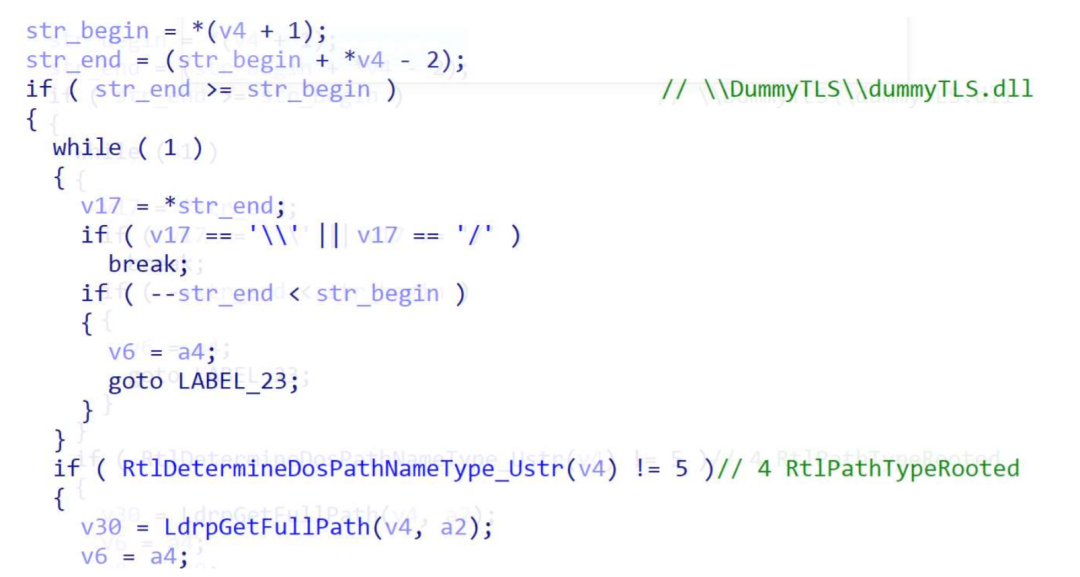 str_begin = *(v4 + 1);
str_end = (str_begin + *v4 - 2);
if ( str_end >= str_begin ) // \\DummyTLS\\dummyTLS.dll
{
while ( 1 )
{
v17 = *str_end;
if ( v17 == '\\' || v17 == '/' )
break;
if ( --str_end < str_begin )
{
v6 = a4;
goto LABEL_23;
}
}
if ( RtlDetermineDosPathNameType_Ustr(v4) != 5 )// 4 RtlPathTypeRooted
{
v30 = LdrpGetFullPath(v4, a2);
v6 = a4;